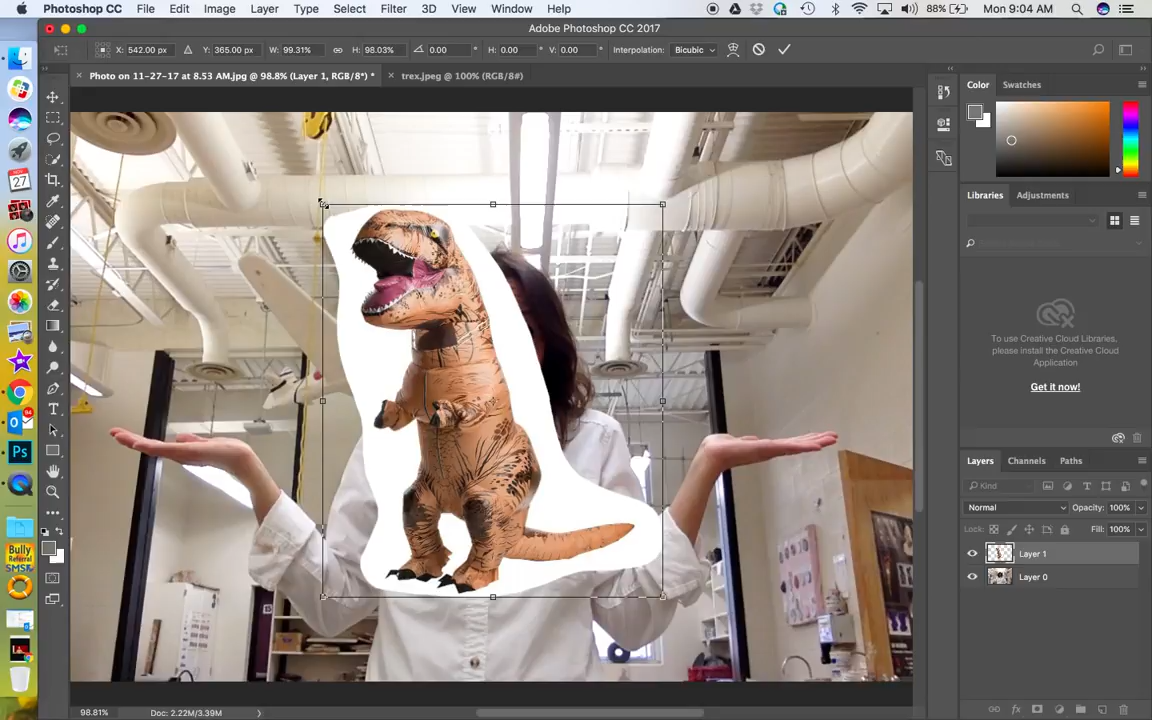 Photoshop CC File Edit Image Layer Type Select Filter 3D View Window Help 88% Mon 9:04 AM
Adobe Photoshop CC 2017
X: 542.00 px Y: 365.00 px W: 99.31% H: 98.03% 0.00 ° H: 0.00 ° V: 0.00 ° Interpolation: Bicubic
× Photo on 11-27-17 at 8.53 AM.jpg @ 98.8% (Layer 1, RGB/8*) * × trex.jpeg @ 100% (RGB/8#)
Color Swatches
NOV
27
Libraries Adjustments
To use Creative Cloud Libraries,
please install the Creative Cloud
Application
Get it now!
94
Ps
Layers Channels Paths
Kind
Normal Opacity: 100%
Lock: Fill: 100%
Layer 1
Layer 0
Bully
Referral
SMSK
98.81% Doc: 2.22M/3.39M